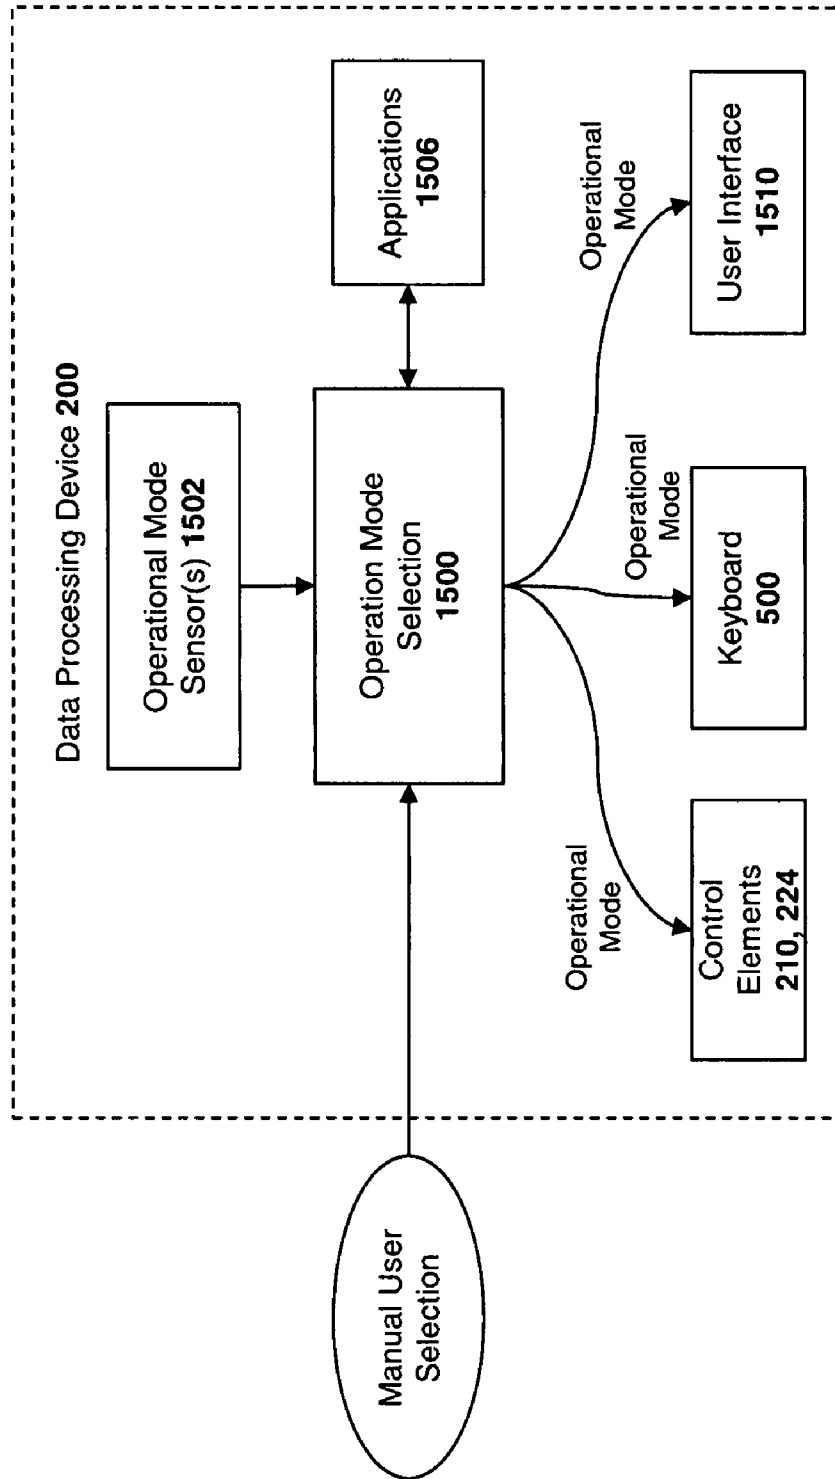 Data Processing Device 200
Operational Mode
Sensor(s) 1502
Manual User
Selection
Operation Mode
Selection
1500
Applications
1506
Operational
Mode
Operational
Mode
Operational
Mode
Control
Elements
210, 224
Keyboard
500
User Interface
1510